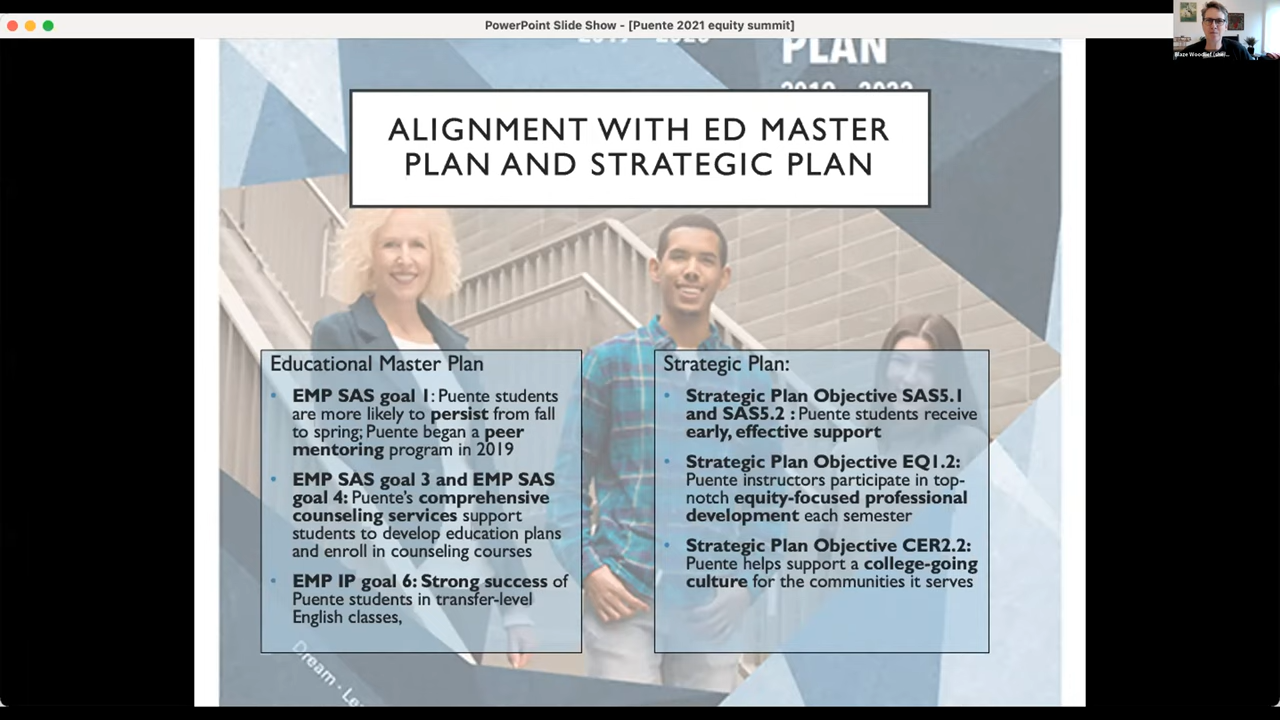 PowerPoint Slide Show - [Puente 2021 equity summit]
PLAN
ALIGNMENT WITH ED MASTER
PLAN AND STRATEGIC PLAN
Educational Master Plan
• EMP SAS goal 1: Puente students
are more likely to persist from fall
to spring; Puente began a peer
mentoring program in 2019
• EMP SAS goal 3 and EMP SAS
goal 4: Puente's comprehensive
counseling services support
students to develop education plans
and enroll in counseling courses
• EMP IP goal 6: Strong success of
Puente students in transfer-level
English classes,
Strategic Plan:
• Strategic Plan Objective SAS5.1
and SAS5.2 : Puente students receive
early, effective support
• Strategic Plan Objective EQ1.2:
Puente instructors participate in top-
notch equity-focused professional
development each semester
• Strategic Plan Objective CER2.2:
Puente helps support a college-going
culture for the communities it serves
Dream -